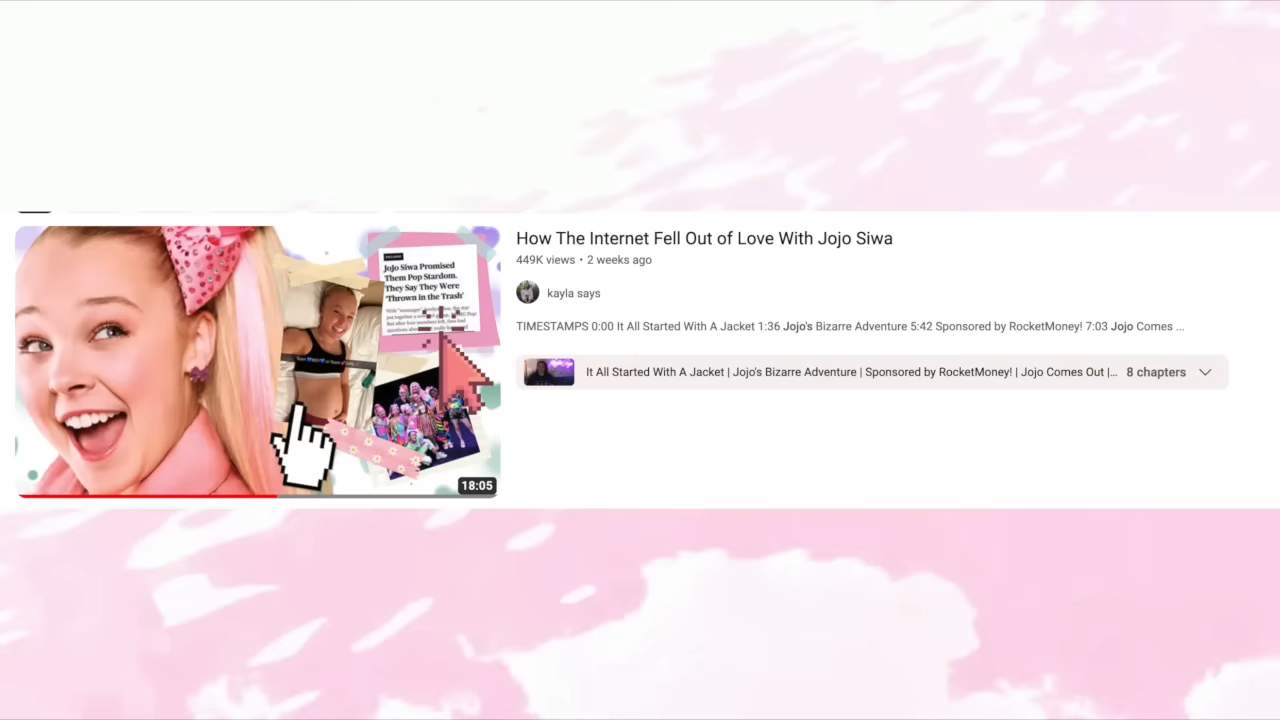 How The Internet Fell Out of Love With Jojo Siwa
449K views • 2 weeks ago
kayla says
TIMESTAMPS 0:00 It All Started With A Jacket 1:36 Jojo's Bizarre Adventure 5:42 Sponsored by RocketMoney! 7:03 Jojo Comes ...
It All Started With A Jacket | Jojo's Bizarre Adventure | Sponsored by RocketMoney! | Jojo Comes Out |... 8 chapters
JoJo Siwa Promised
Them Pop Stardom.
They Say They Were
'Thrown in the Trash'
18:05